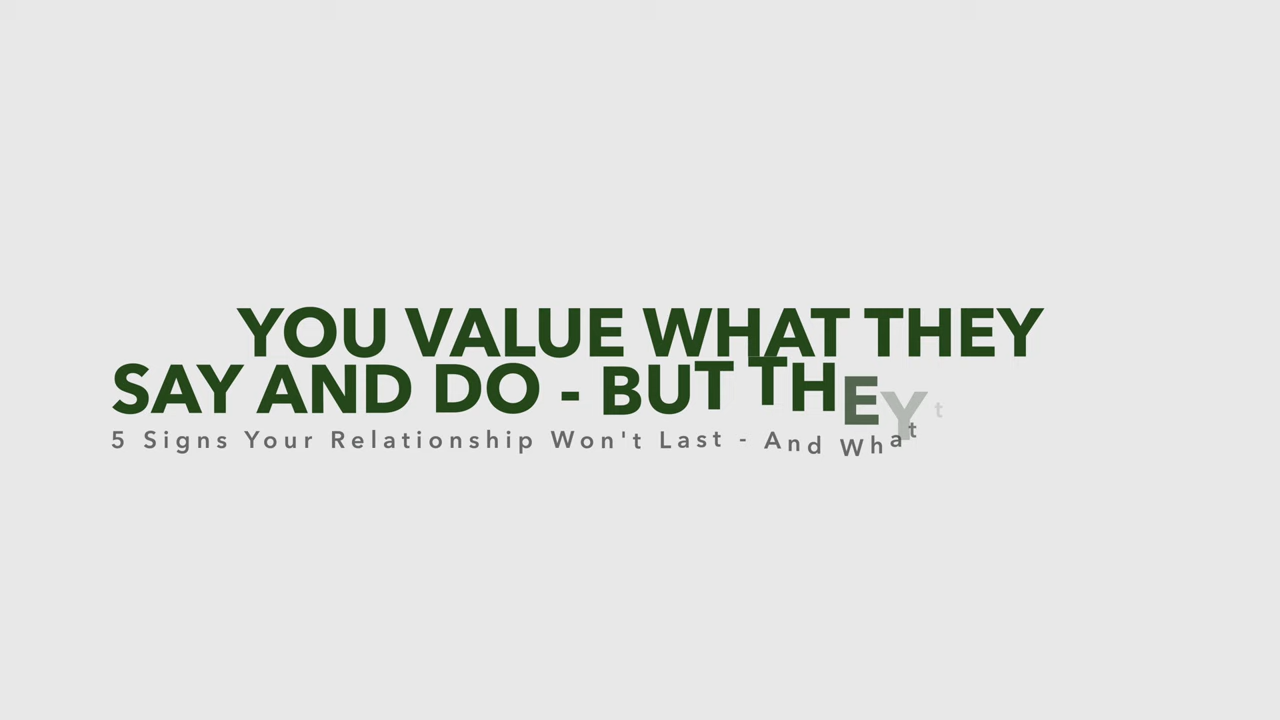 YOU VALUE WHAT THEY
SAY AND DO - BUT THEY
5 Signs Your Relationship Won't Last - And What t